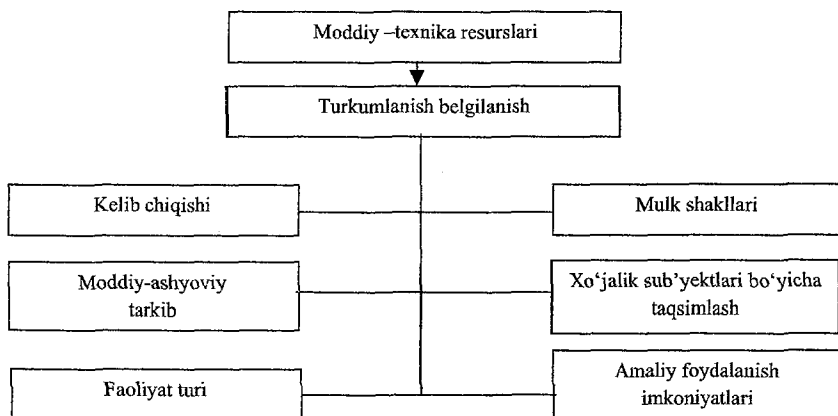 Moddiy –texnika resurslari
Turkumlanish belgilanish
Kelib chiqishi
Mulk shakllari
Moddiy-ashyoviy
tarkib
Xo‘jalik sub’yektlari bo‘yicha
taqsimlash
Faoliyat turi
Amaliy foydalanish
imkoniyatlari